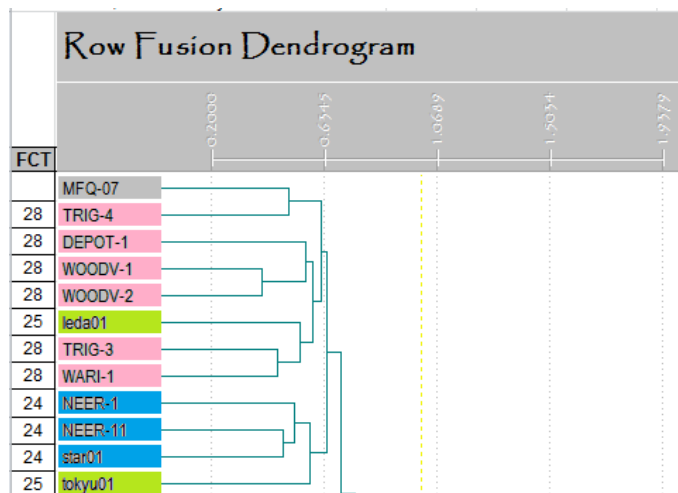 Row Fusion Dendrogram
0.2000 0.6345 1.0689 1.5034 1.9379
FCT
MFQ-07
28 TRIG-4
28 DEPOT-1
28 WOODV-1
28 WOODV-2
25 leda01
28 TRIG-3
28 WARI-1
24 NEER-1
24 NEER-11
24 star01
25 tokyu01